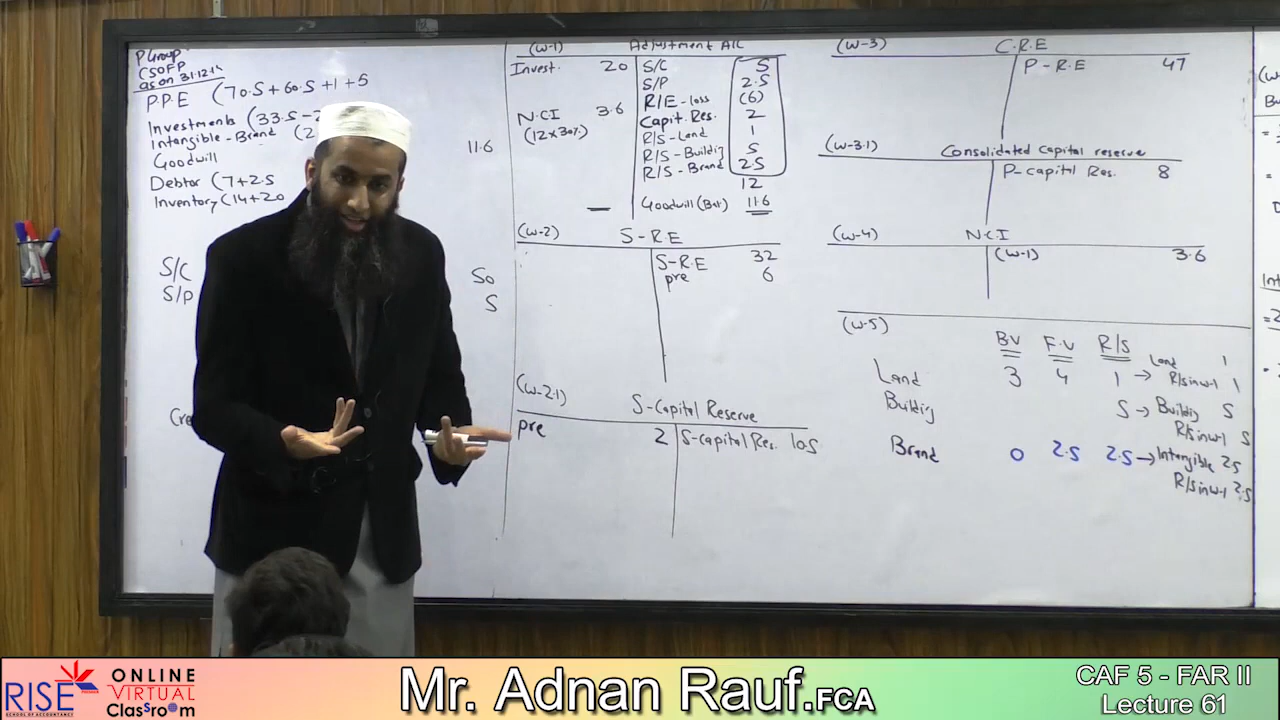 P Group
CSOFP
as on 31.12.14
P.P.E (70.5 + 60.5 + 1 + 5
Investments (33.5 - 2
Intangible - Brand (2
Goodwill 11.6
Debtor (7 + 2.5
Inventory (14 + 20
S/C 50
S/P 5
Cre
(W-1) Adjustment A/C
Invest. 20 S/C 5
S/P 2.5
R/E - loss (6)
N.CI 3.6 Capit. Res. 2
(12 x 30%) R/S - Land 1
R/S - Building 5
R/S - Brand 2.5
12
Goodwill (Bal) 11.6
(W-2) S - R.E
S - R.E 32
pre 6
(W-2.1) S - Capital Reserve
pre 2 S - capital Res. 10.5
(W-3) C.R.E
P - R.E 47
(W-3.1) Consolidated Capital reserve
P - capital Res. 8
(W-4) N.C.I
(W-1) 3.6
(W-5)
B.V F.V R/S
Land 3 4 1 → Land 1
R/S in w-1 1
Building 5 → Building 5
R/S in w-1 5
Brand 0 2.5 2.5 → Intangible 2.5
R/S in w-1 2.5
RISE
SCHOOL OF ACCOUNTANCY
ONLINE
VIRTUAL
Classroom
Mr. Adnan Rauf.FCA
CAF 5 - FAR II
Lecture 61